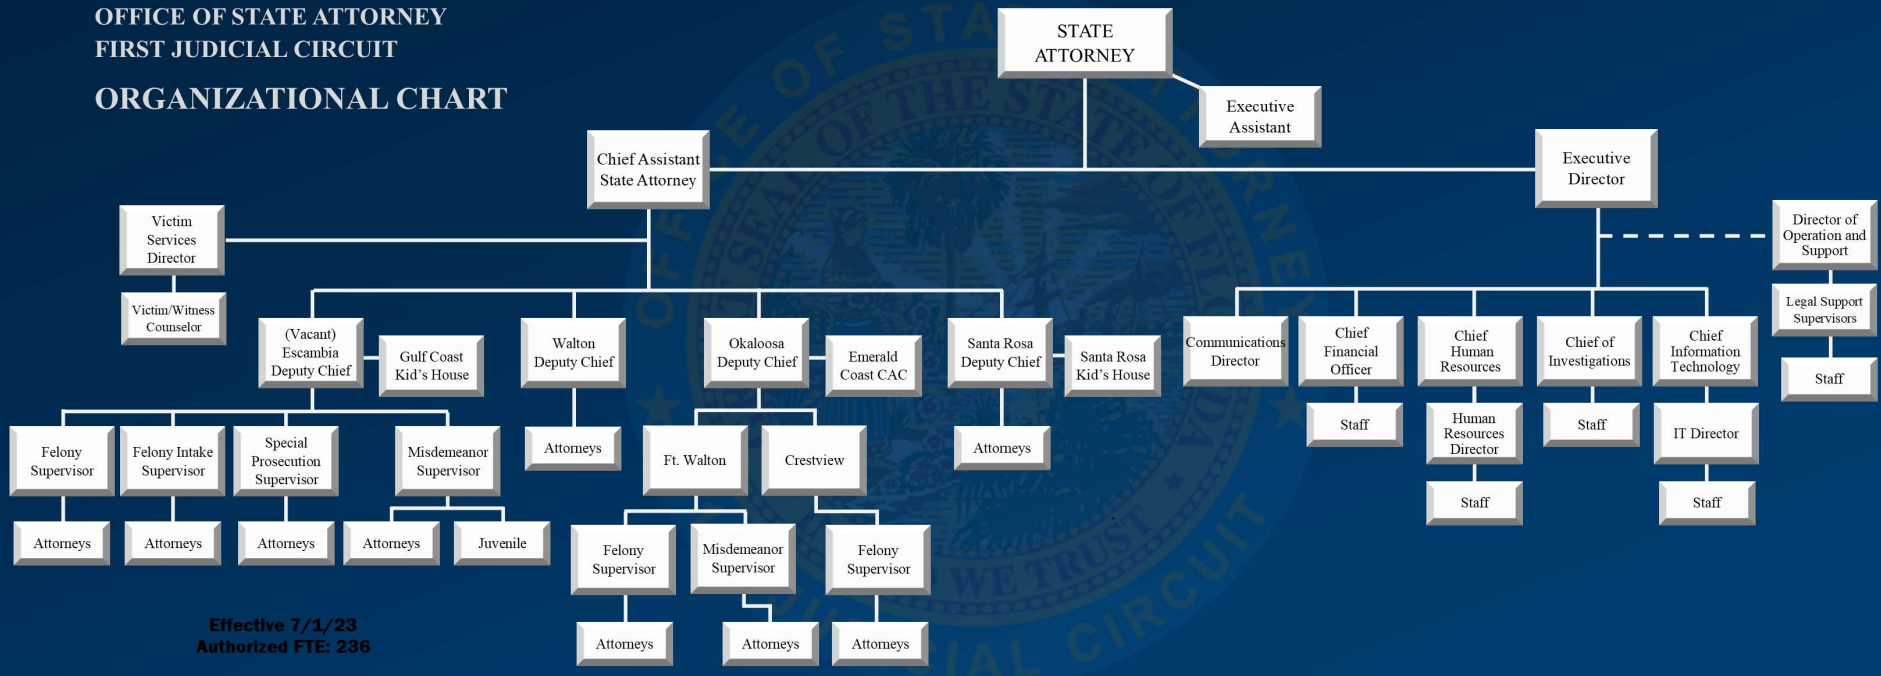 OFFICE OF STATE ATTORNEY
FIRST JUDICIAL CIRCUIT
ORGANIZATIONAL CHART
STATE
ATTORNEY
Executive
Assistant
Chief Assistant
State Attorney
Executive
Director
Victim
Services
Director
Victim/Witness
Counselor
Director of
Operation and
Support
Legal Support
Supervisors
Staff
(Vacant)
Escambia
Deputy Chief
Gulf Coast
Kid's House
Walton
Deputy Chief
Okaloosa
Deputy Chief
Emerald
Coast CAC
Santa Rosa
Deputy Chief
Santa Rosa
Kid's House
Communications
Director
Chief
Financial
Officer
Chief
Human
Resources
Chief of
Investigations
Chief
Information
Technology
Staff
Human
Resources
Director
Staff
Staff
IT Director
Staff
Felony
Supervisor
Felony Intake
Supervisor
Special
Prosecution
Supervisor
Misdemeanor
Supervisor
Attorneys
Ft. Walton
Crestview
Attorneys
Attorneys
Attorneys
Attorneys
Attorneys
Juvenile
Felony
Supervisor
Misdemeanor
Supervisor
Felony
Supervisor
Attorneys
Attorneys
Attorneys
Effective 7/1/23
Authorized FTE: 236